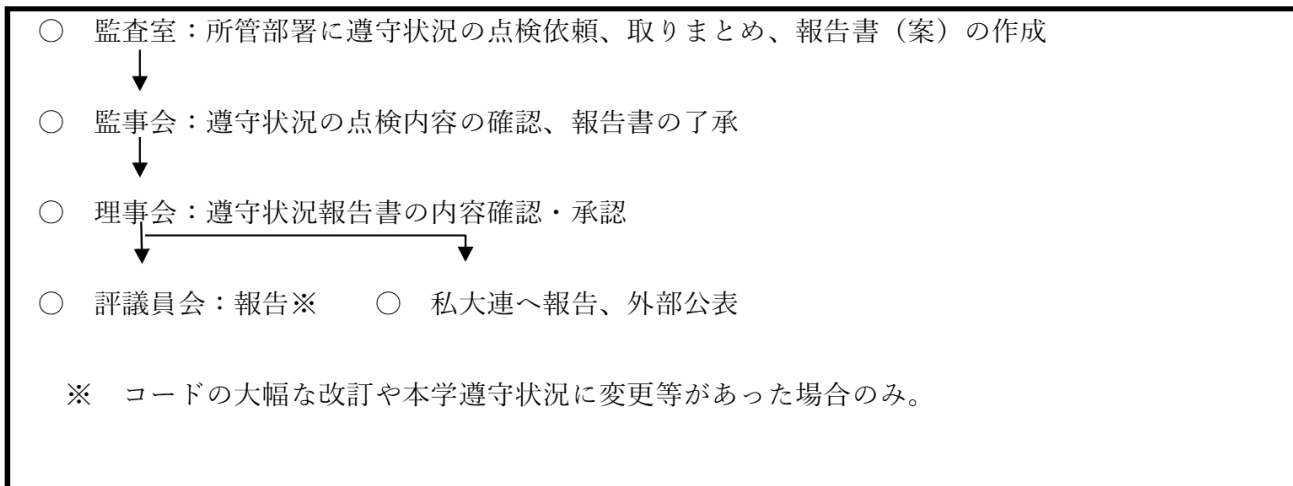 ○　監査室：所管部署に遵守状況の点検依頼、取りまとめ、報告書（案）の作成
○　監事会：遵守状況の点検内容の確認、報告書の了承
○　理事会：遵守状況報告書の内容確認・承認
○　評議員会：報告※　　○　私大連へ報告、外部公表
※　コードの大幅な改訂や本学遵守状況に変更等があった場合のみ。